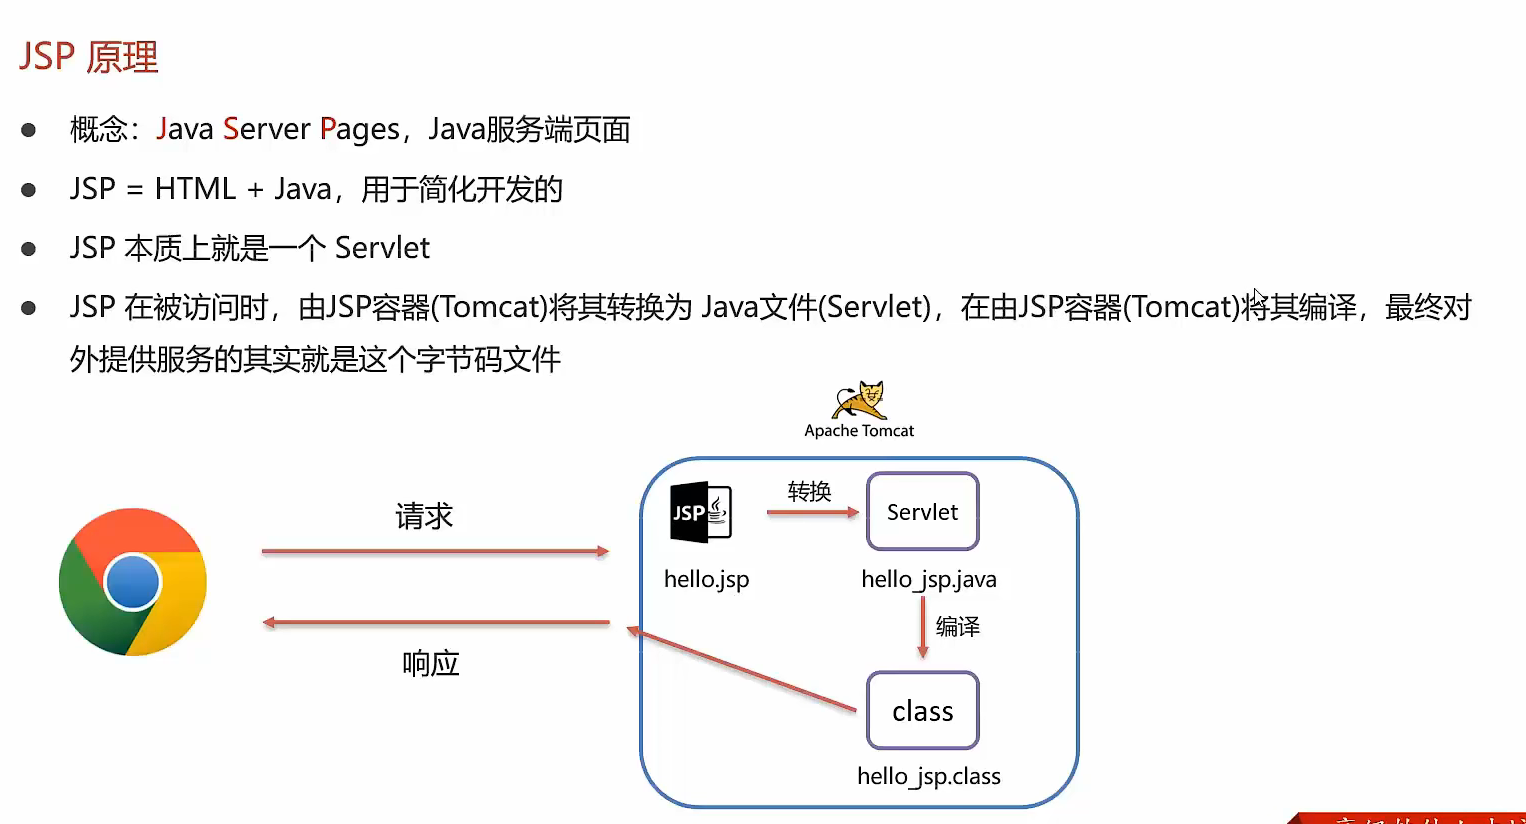 JSP 原理
概念：Java Server Pages，Java服务端页面
JSP = HTML + Java，用于简化开发的
JSP 本质上就是一个 Servlet
JSP 在被访问时，由JSP容器(Tomcat)将其转换为 Java文件(Servlet)，在由JSP容器(Tomcat)将其编译，最终对
外提供服务的其实就是这个字节码文件
Apache Tomcat
请求
响应
JSP
转换
Servlet
hello.jsp
hello_jsp.java
编译
class
hello_jsp.class